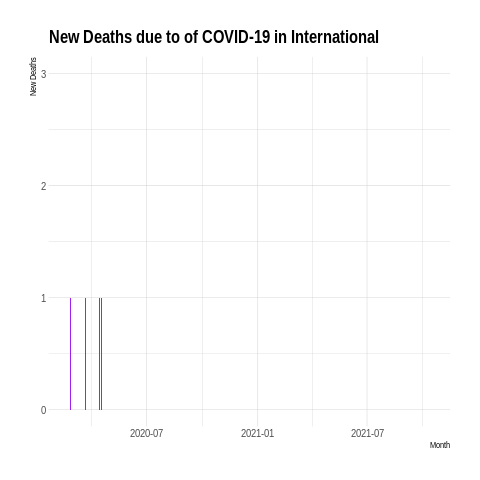 New Deaths due to of COVID-19 in International
New Deaths
3
2
1
0
2020-07
2021-01
2021-07
Month